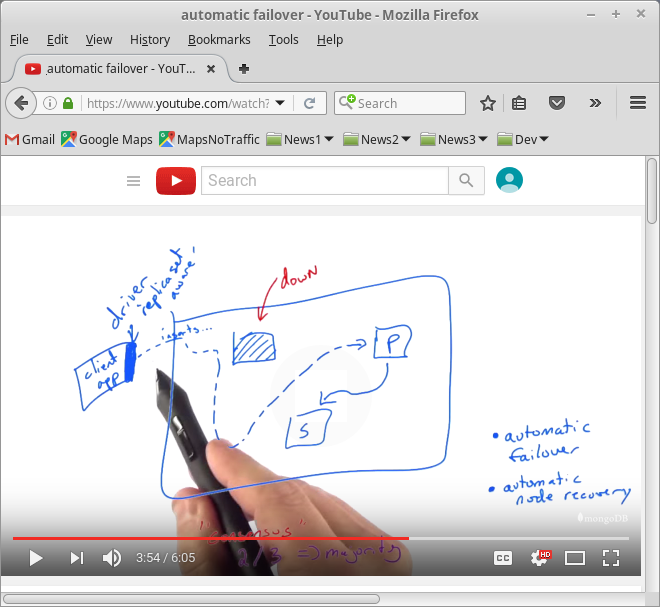 automatic failover - YouTube - Mozilla Firefox
File Edit View History Bookmarks Tools Help
automatic failover - YouT...
https://www.youtube.com/watch?
Search
Gmail Google Maps MapsNoTraffic News1 News2 News3 Dev
Search
driver
replica set
aware!
down
inserts...
client
app
P
S
• automatic
failover
• automatic
node recovery
mongoDB
"Consensus"
2/3 => majority
3:54 / 6:05
CC
HD